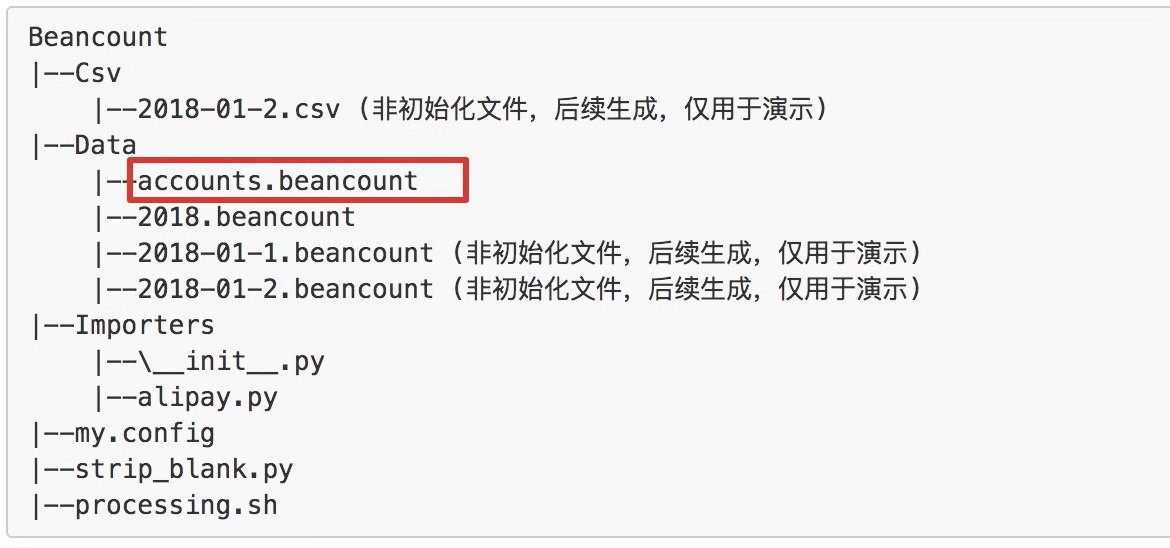 Beancount
|--Csv
    |--2018-01-2.csv (非初始化文件，后续生成，仅用于演示)
|--Data
    |--accounts.beancount
    |--2018.beancount
    |--2018-01-1.beancount (非初始化文件，后续生成，仅用于演示)
    |--2018-01-2.beancount (非初始化文件，后续生成，仅用于演示)
|--Importers
    |--\__init__.py
    |--alipay.py
|--my.config
|--strip_blank.py
|--processing.sh